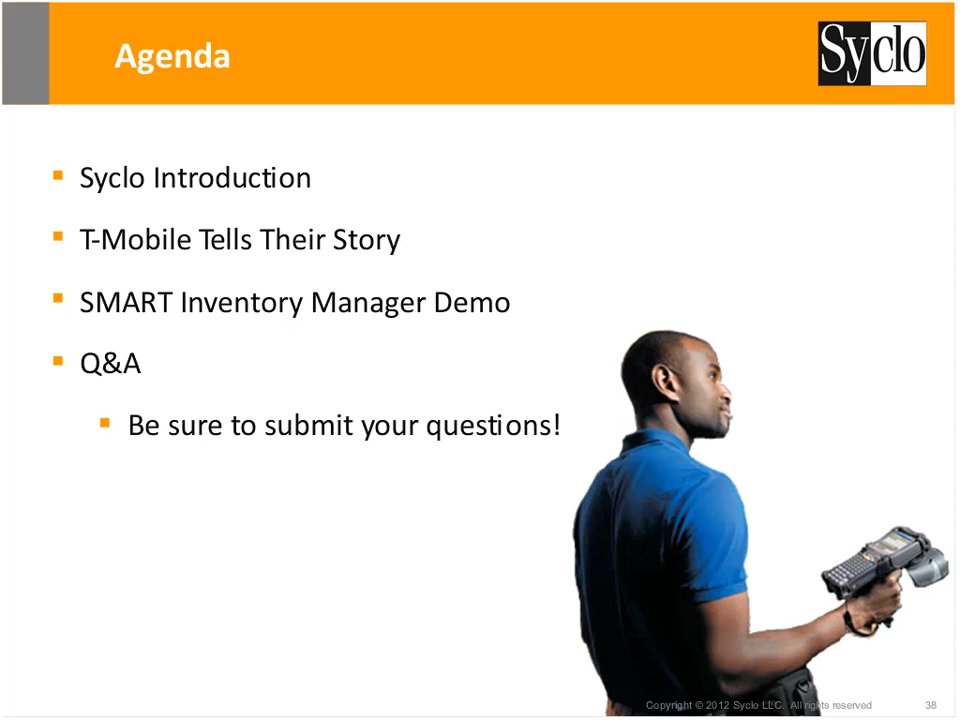 Agenda
Syclo
Syclo Introduction
T-Mobile Tells Their Story
SMART Inventory Manager Demo
Q&A
Be sure to submit your questions!
Copyright © 2012 Syclo LLC. All rights reserved 38